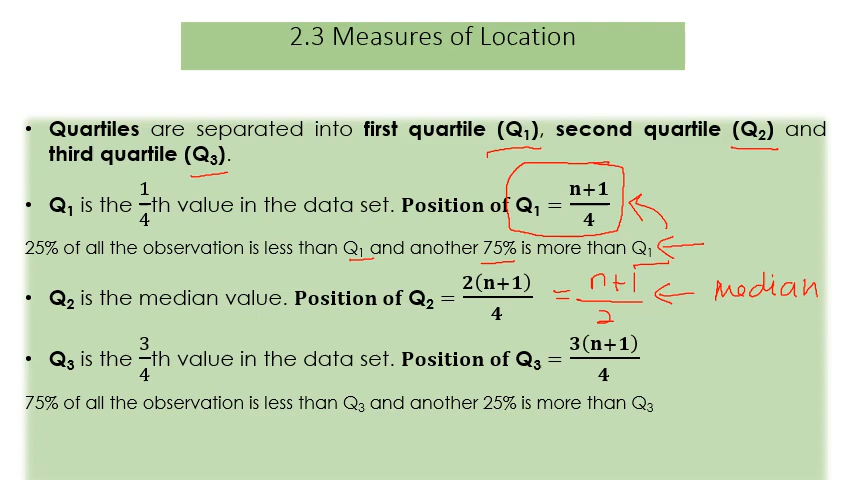 2.3 Measures of Location
• Quartiles are separated into first quartile (Q₁), second quartile (Q₂) and
third quartile (Q₃).
• Q₁ is the 1/4th value in the data set. Position of Q₁ = n+1/4
25% of all the observation is less than Q₁ and another 75% is more than Q₁
• Q₂ is the median value. Position of Q₂ = 2(n+1)/4 = n+1/2 ← median
• Q₃ is the 3/4th value in the data set. Position of Q₃ = 3(n+1)/4
75% of all the observation is less than Q₃ and another 25% is more than Q₃